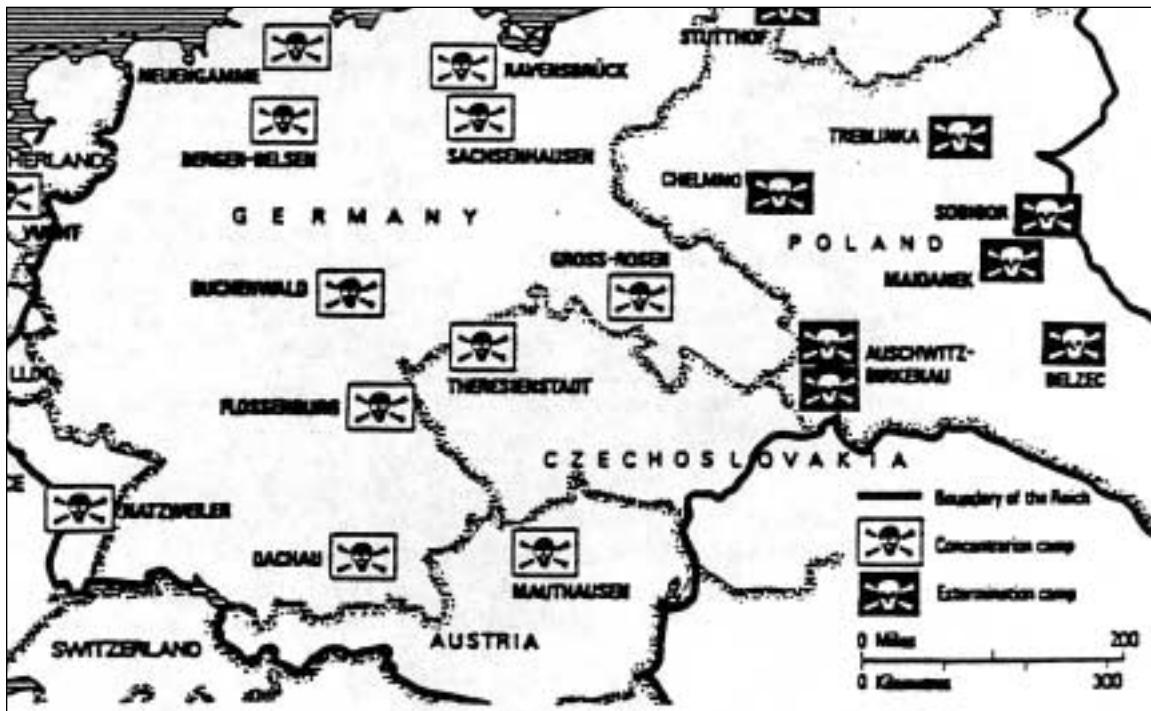 STUTTHOF
NEUENGAMME
RAVENSBRÜCK
BERGEN-BELSEN
SACHSENHAUSEN
TREBLINKA
HERLANDS
CHELMNO
SOBIBOR
GERMANY
POLAND
VUGHT
GROSS-ROSEN
MAIDANEK
BUCHENWALD
THERESIENSTADT
AUSCHWITZ-
BIRKENAU
BELZEC
FLOSSENBURG
CZECHOSLOVAKIA
NATZWEILER
Boundary of the Reich
DACHAU
MAUTHAUSEN
Concentration camp
Extermination camp
AUSTRIA
SWITZERLAND
0 Miles 200
0 Kilometres 300